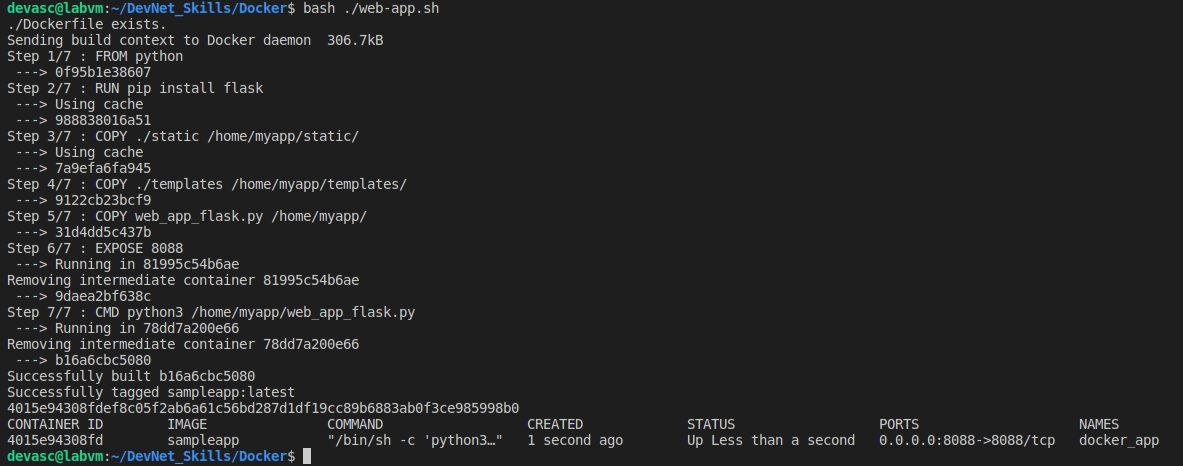 devasc@labvm:~/DevNet_Skills/Docker$ bash ./web-app.sh
./Dockerfile exists.
Sending build context to Docker daemon  306.7kB
Step 1/7 : FROM python
 ---> 0f95b1e38607
Step 2/7 : RUN pip install flask
 ---> Using cache
 ---> 988838016a51
Step 3/7 : COPY ./static /home/myapp/static/
 ---> Using cache
 ---> 7a9efa6fa945
Step 4/7 : COPY ./templates /home/myapp/templates/
 ---> 9122cb23bcf9
Step 5/7 : COPY web_app_flask.py /home/myapp/
 ---> 31d4dd5c437b
Step 6/7 : EXPOSE 8088
 ---> Running in 81995c54b6ae
Removing intermediate container 81995c54b6ae
 ---> 9daea2bf638c
Step 7/7 : CMD python3 /home/myapp/web_app_flask.py
 ---> Running in 78dd7a200e66
Removing intermediate container 78dd7a200e66
 ---> b16a6cbc5080
Successfully built b16a6cbc5080
Successfully tagged sampleapp:latest
4015e94308fdef8c05f2ab6a61c56bd287d1df19cc89b6883ab0f3ce985998b0
CONTAINER ID        IMAGE               COMMAND                  CREATED             STATUS                  PORTS                    NAMES
4015e94308fd        sampleapp           "/bin/sh -c 'python3…"   1 second ago        Up Less than a second   0.0.0.0:8088->8088/tcp   docker_app
devasc@labvm:~/DevNet_Skills/Docker$